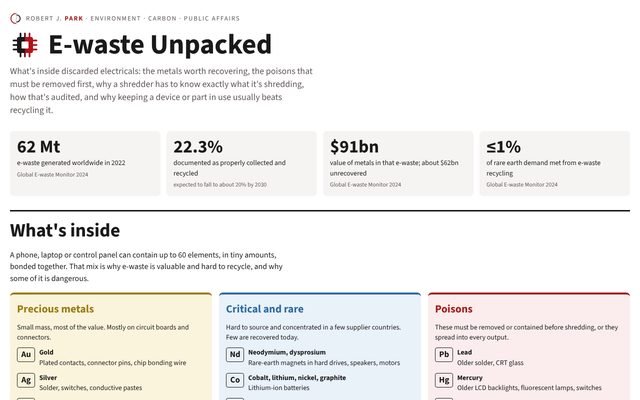 ROBERT J. PARK · ENVIRONMENT · CARBON · PUBLIC AFFAIRS
E-waste Unpacked
What's inside discarded electricals: the metals worth recovering, the poisons that
must be removed first, why a shredder has to know exactly what it's shredding,
how that's audited, and why keeping a device or part in use usually beats
recycling it.
62 Mt
e-waste generated worldwide in 2022
Global E-waste Monitor 2024
22.3%
documented as properly collected and
recycled
expected to fall to about 20% by 2030
$91bn
value of metals in that e-waste; about $62bn
unrecovered
Global E-waste Monitor 2024
≤1%
of rare earth demand met from e-waste
recycling
Global E-waste Monitor 2024
What's inside
A phone, laptop or control panel can contain up to 60 elements, in tiny amounts,
bonded together. That mix is why e-waste is valuable and hard to recycle, and why
some of it is dangerous.
Precious metals
Small mass, most of the value. Mostly on circuit boards and
connectors.
Au
Gold
Plated contacts, connector pins, chip bonding wire
Ag
Silver
Solder, switches, conductive pastes
Critical and rare
Hard to source and concentrated in a few supplier countries.
Few are recovered today.
Nd
Neodymium, dysprosium
Rare-earth magnets in hard drives, speakers, motors
Co
Cobalt, lithium, nickel, graphite
Lithium-ion batteries
Poisons
These must be removed or contained before shredding, or they
spread into every output.
Pb
Lead
Older solder, CRT glass
Hg
Mercury
Older LCD backlights, fluorescent lamps, switches